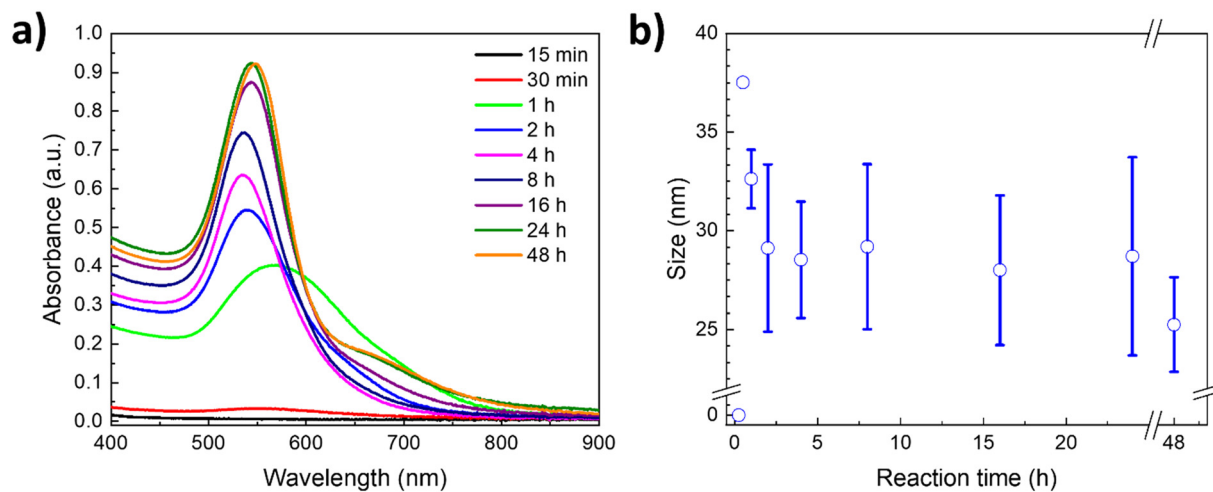 a)
1.0
0.9
0.8
0.7
0.6
0.5
0.4
0.3
0.2
0.1
0.0
Absorbance (a.u.)
400 500 600 700 800 900
Wavelength (nm)
15 min
30 min
1 h
2 h
4 h
8 h
16 h
24 h
48 h
b)
40
35
30
25
0
Size (nm)
0 5 10 15 20 48
Reaction time (h)